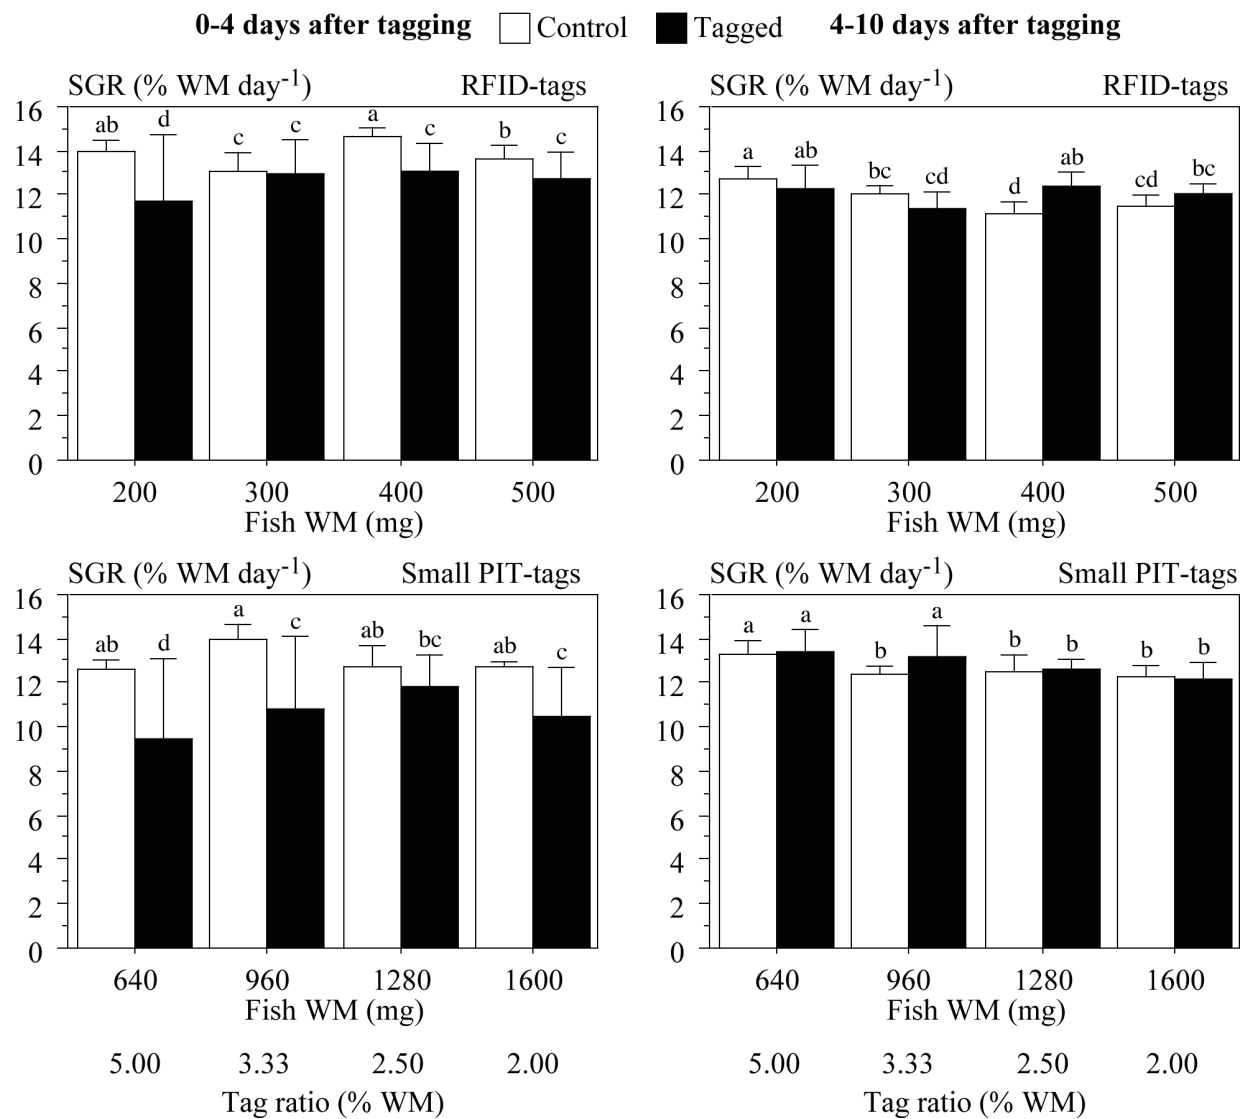 0-4 days after tagging Control Tagged 4-10 days after tagging
SGR (% WM day-1) RFID-tags
16
14
12
10
8
6
4
2
0
ab d c c a c b c
200 300 400 500
Fish WM (mg)
SGR (% WM day-1) RFID-tags
16
14
12
10
8
6
4
2
0
a ab bc cd d ab cd bc
200 300 400 500
Fish WM (mg)
SGR (% WM day-1) Small PIT-tags
16
14
12
10
8
6
4
2
0
ab d a c ab bc ab c
640 960 1280 1600
Fish WM (mg)
5.00 3.33 2.50 2.00
Tag ratio (% WM)
SGR (% WM day-1) Small PIT-tags
16
14
12
10
8
6
4
2
0
a a b a b b b b
640 960 1280 1600
Fish WM (mg)
5.00 3.33 2.50 2.00
Tag ratio (% WM)